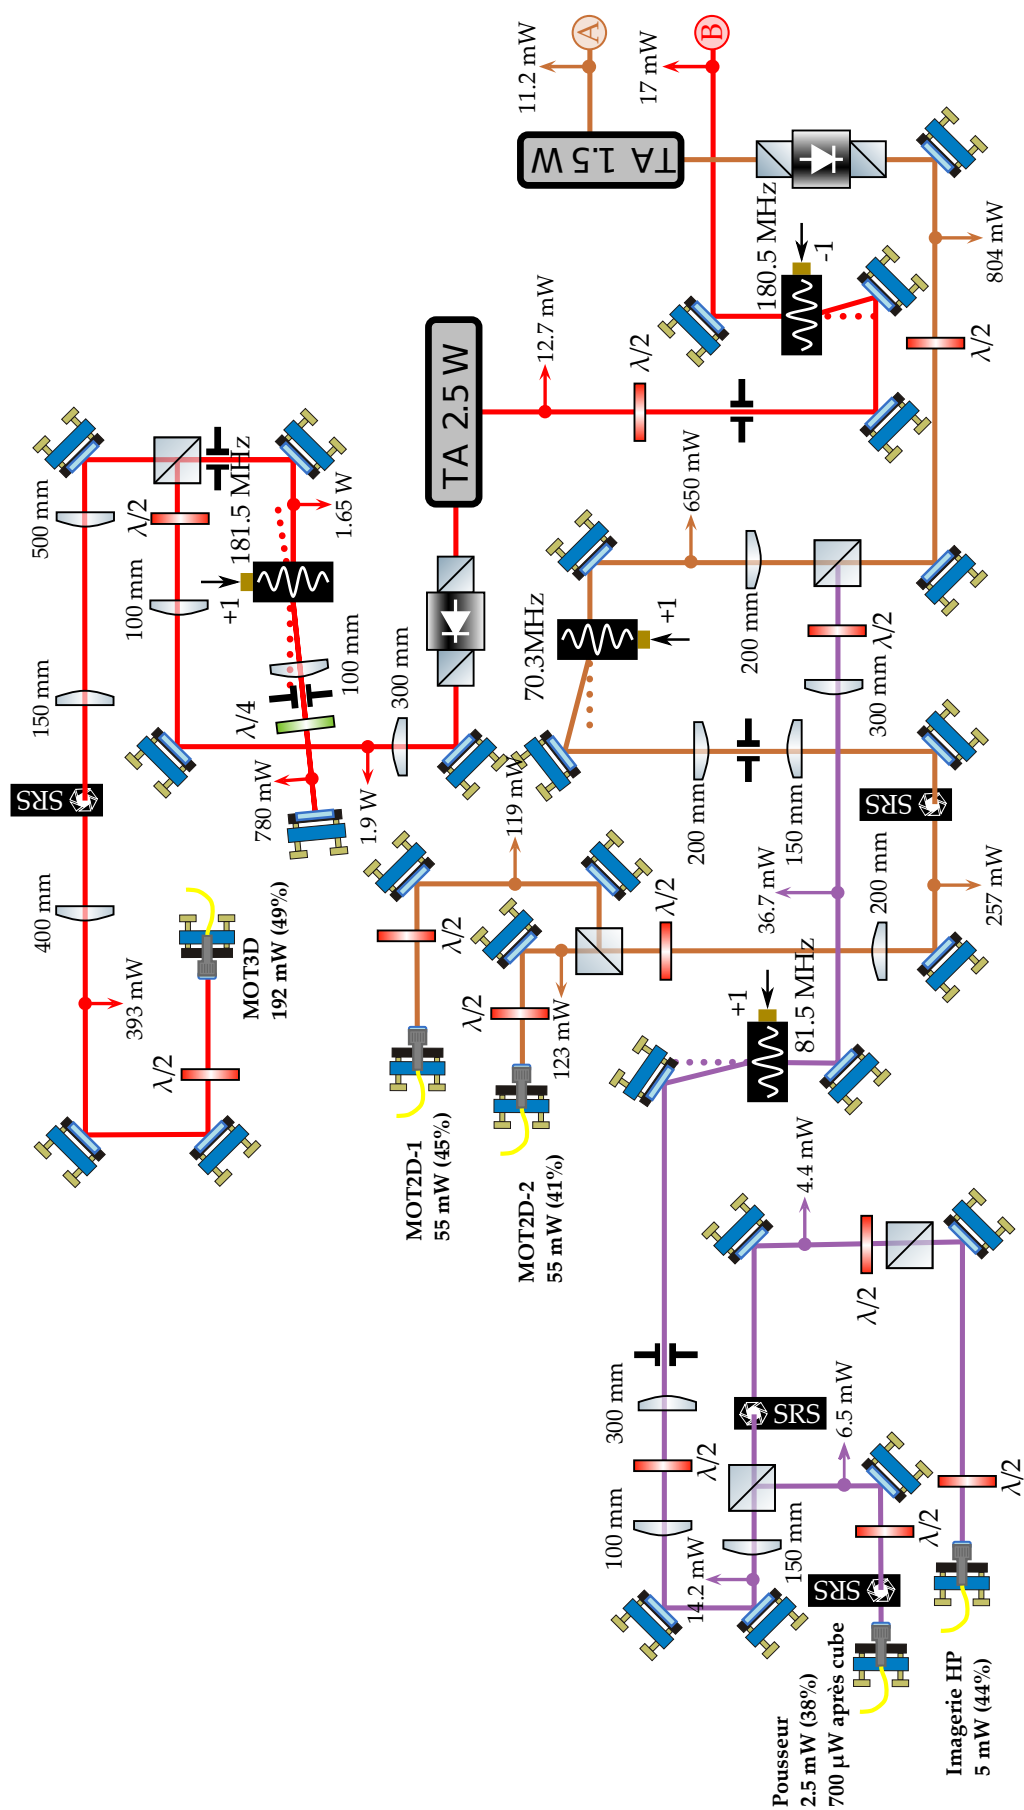 A
B
11.2 mW
17 mW
TA 1.5 W
180.5 MHz
-1
804 mW
λ/2
12.7 mW
λ/2
TA 2.5 W
650 mW
500 mm
λ/2
181.5 MHz
1.65 W
100 mm
+1
100 mm
300 mm
λ/4
780 mW
1.9 W
150 mm
SRS
400 mm
393 mW
MOT3D
192 mW (49%)
λ/2
70.3MHz
+1
200 mm
λ/2
300 mm
200 mm
150 mm
SRS
200 mm
257 mW
36.7 mW
119 mW
λ/2
λ/2
λ/2
123 mW
MOT2D-1
55 mW (45%)
MOT2D-2
55 mW (41%)
+1
81.5 MHz
4.4 mW
λ/2
300 mm
λ/2
100 mm
SRS
6.5 mW
150 mm
14.2 mW
λ/2
λ/2
SRS
Pousseur
2.5 mW (38%)
700 µW après cube
Imagerie HP
5 mW (44%)